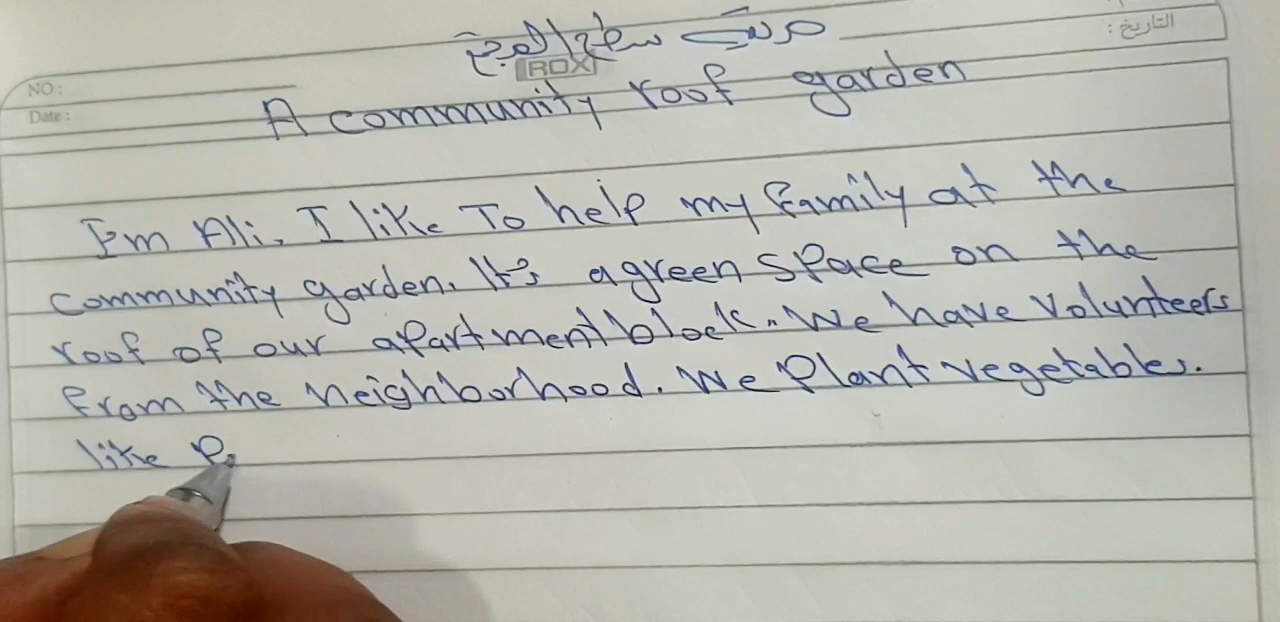 التاريخ :
حديقة سطح المجتمع
ROX
NO :
A community roof garden
Date :
I'm Ali. I like To help my family at the
community garden. It's a green space on the
roof of our apartment block. We have volunteers
from the neighborhood. We Plant vegetables.
like P